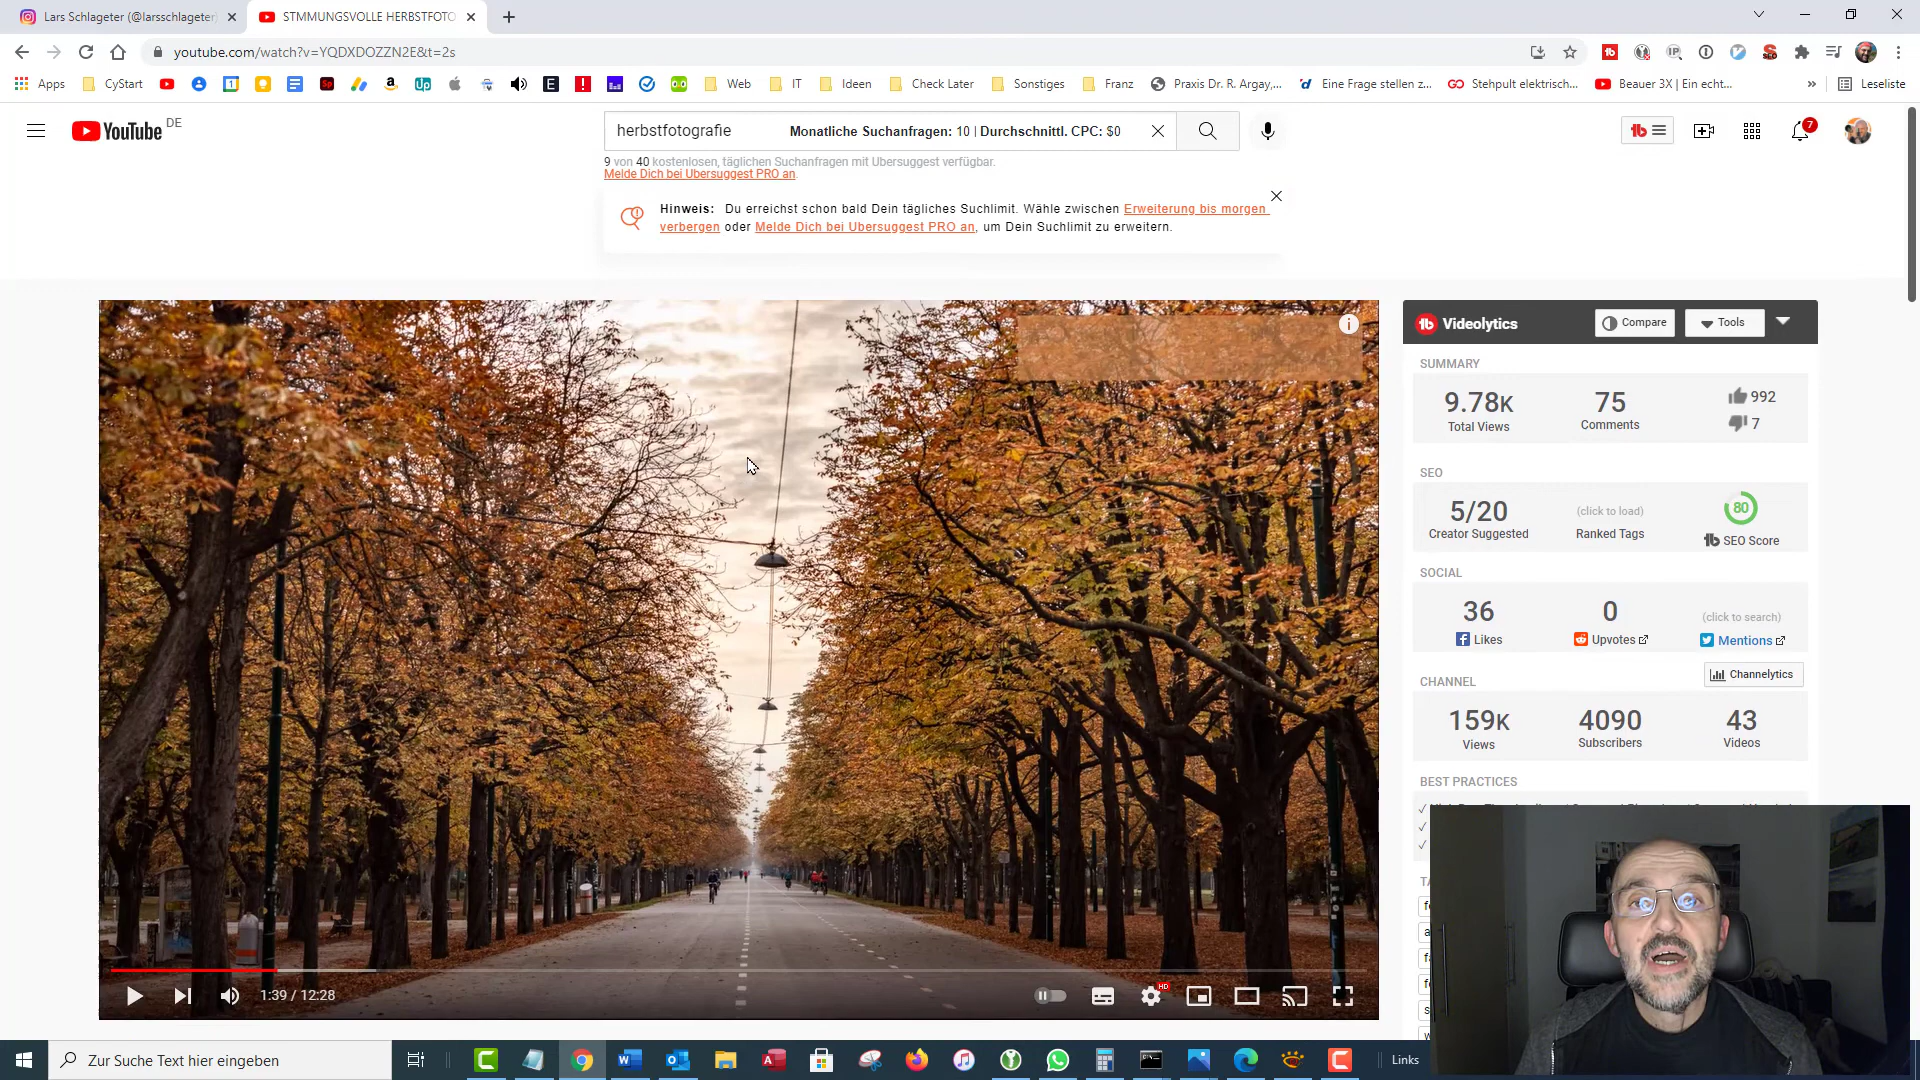 Lars Schlageter (@larsschlageter)
STMMUNGSVOLLE HERBSTFOTO
youtube.com/watch?v=YQDXDOZZN2E&t=2s
Apps
CyStart
Web
IT
Ideen
Check Later
Sonstiges
Franz
Praxis Dr. R. Argay,...
Eine Frage stellen z...
Stehpult elektrisch...
Beauer 3X | Ein echt...
»
Leseliste
YouTube DE
herbstfotografie
Monatliche Suchanfragen: 10 | Durchschnittl. CPC: $0
7
9 von 40 kostenlosen, täglichen Suchanfragen mit Ubersuggest verfügbar.
Melde Dich bei Ubersuggest PRO an.
Hinweis: Du erreichst schon bald Dein tägliches Suchlimit. Wähle zwischen Erweiterung bis morgen
verbergen oder Melde Dich bei Ubersuggest PRO an, um Dein Suchlimit zu erweitern.
Videolytics
Compare
Tools
SUMMARY
9.78K
Total Views
75
Comments
992
7
SEO
5/20
Creator Suggested
(click to load)
Ranked Tags
80
SEO Score
SOCIAL
36
Likes
0
Upvotes
(click to search)
Mentions
CHANNEL
Channelytics
159K
Views
4090
Subscribers
43
Videos
BEST PRACTICES
1:39 / 12:28
HD
Zur Suche Text hier eingeben
Links